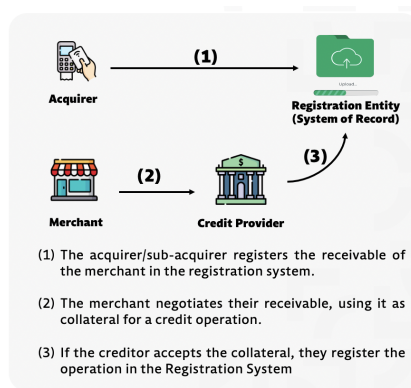 (1)
Upload...
Acquirer
Registration Entity
(System of Record)
(2)
(3)
$
Merchant
Credit Provider
(1) The acquirer/sub-acquirer registers the receivable of
the merchant in the registration system.
(2) The merchant negotiates their receivable, using it as
collateral for a credit operation.
(3) If the creditor accepts the collateral, they register the
operation in the Registration System